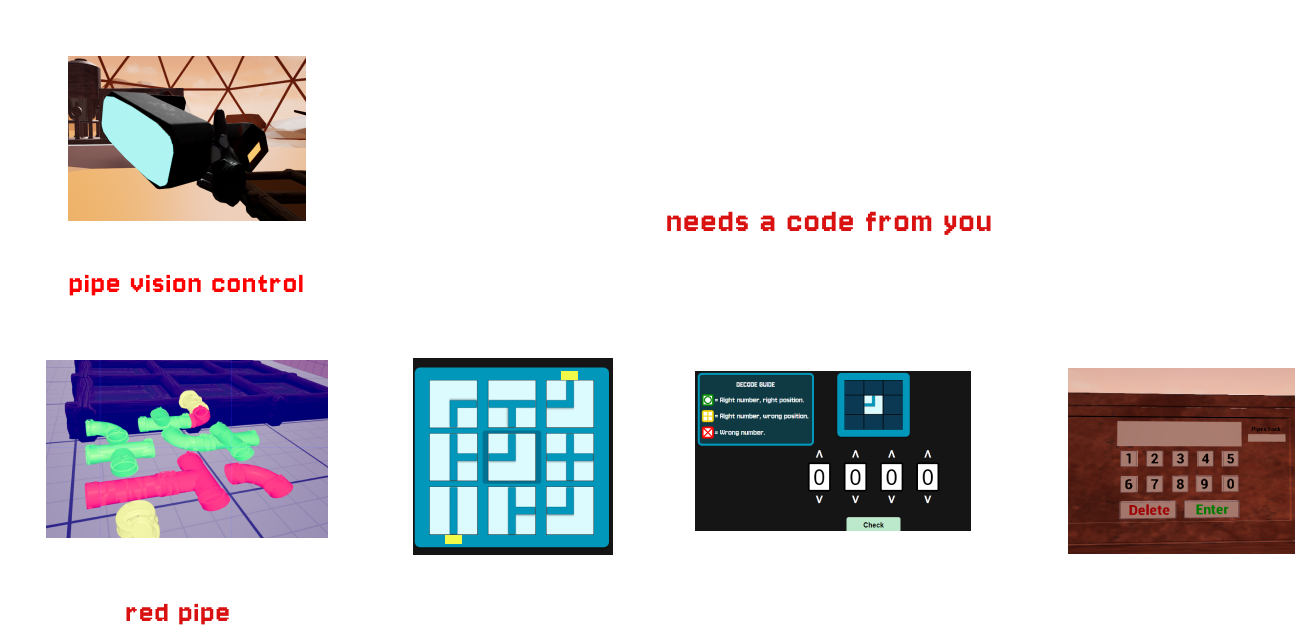 needs a code from you
pipe vision control
DECODE GUIDE
= Right number, right position.
= Right number, wrong position.
= Wrong number.
0 0 0 0
Check
1 2 3 4 5
6 7 8 9 0
Delete Enter
red pipe